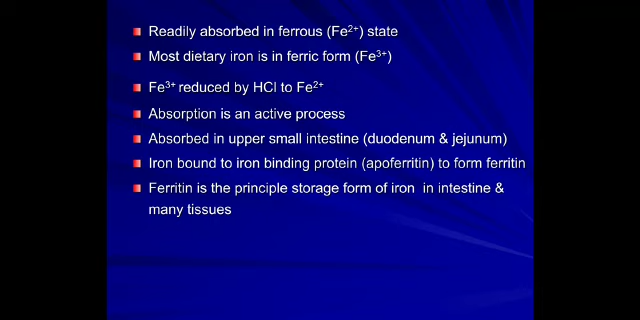 Readily absorbed in ferrous (Fe²⁺) state
Most dietary iron is in ferric form (Fe³⁺)
Fe³⁺ reduced by HCl to Fe²⁺
Absorption is an active process
Absorbed in upper small intestine (duodenum & jejunum)
Iron bound to iron binding protein (apoferritin) to form ferritin
Ferritin is the principle storage form of iron in intestine &
many tissues